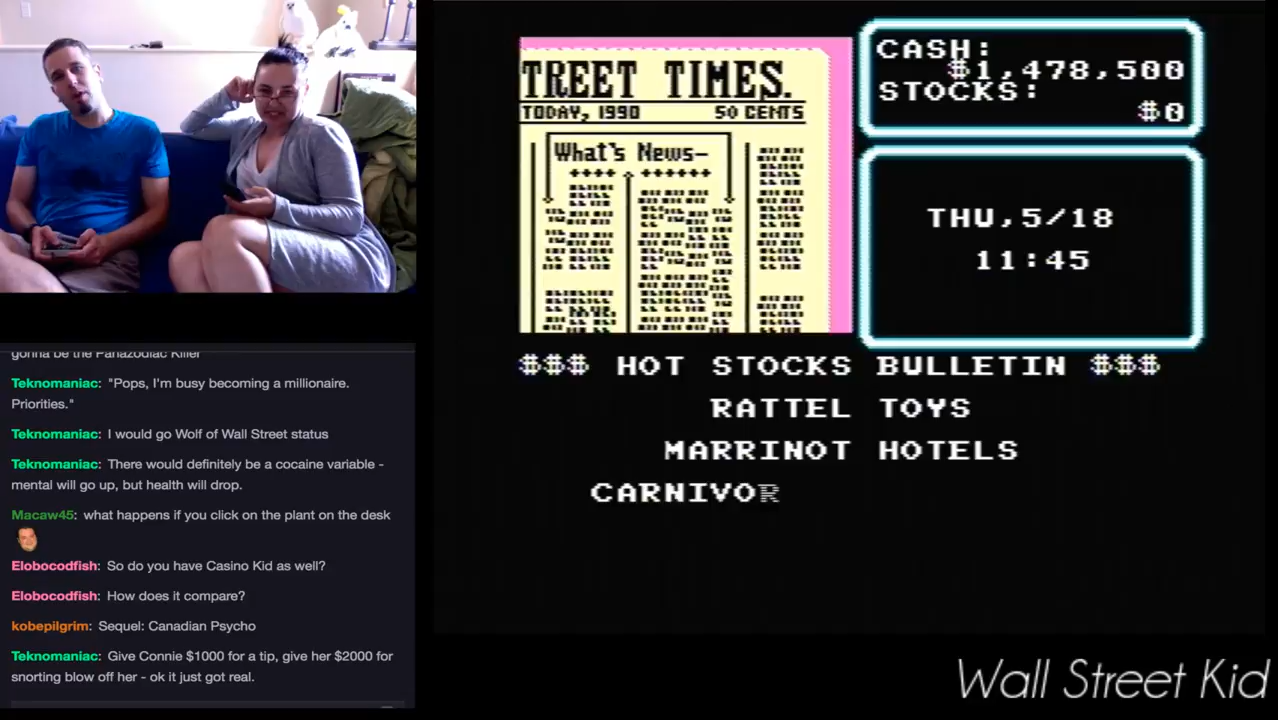 gonna be the Panazodiac Killer
Teknomaniac: "Pops, I'm busy becoming a millionaire.
Priorities."
Teknomaniac: I would go Wolf of Wall Street status
Teknomaniac: There would definitely be a cocaine variable -
mental will go up, but health will drop.
Macaw45: what happens if you click on the plant on the desk
Elobocodfish: So do you have Casino Kid as well?
Elobocodfish: How does it compare?
kobepilgrim: Sequel: Canadian Psycho
Teknomaniac: Give Connie $1000 for a tip, give her $2000 for
snorting blow off her - ok it just got real.
TREET TIMES.
TODAY, 1990 50 CENTS
What's News—
CASH:
$1,478,500
STOCKS:
$0
THU,5/18
11:45
$$$ HOT STOCKS BULLETIN $$$
RATTEL TOYS
MARRINOT HOTELS
CARNIVOR
Wall Street Kid